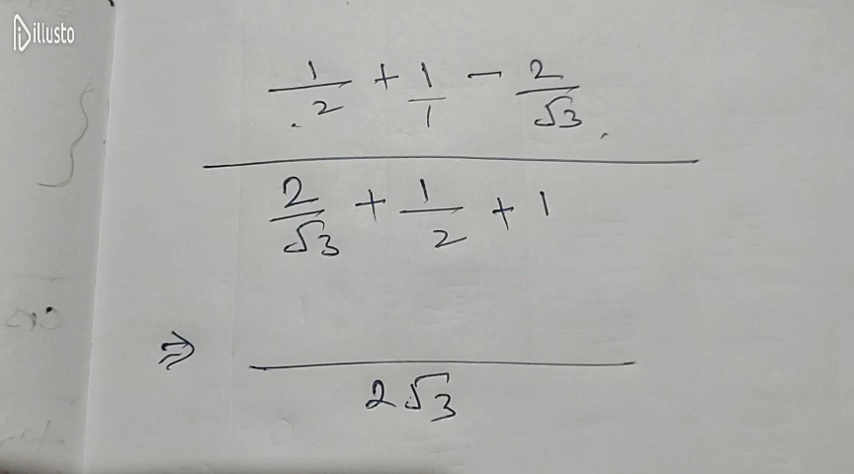 illusto
1/2 + 1/1 - 2/√3
2/√3 + 1/2 + 1
⇒
2√3